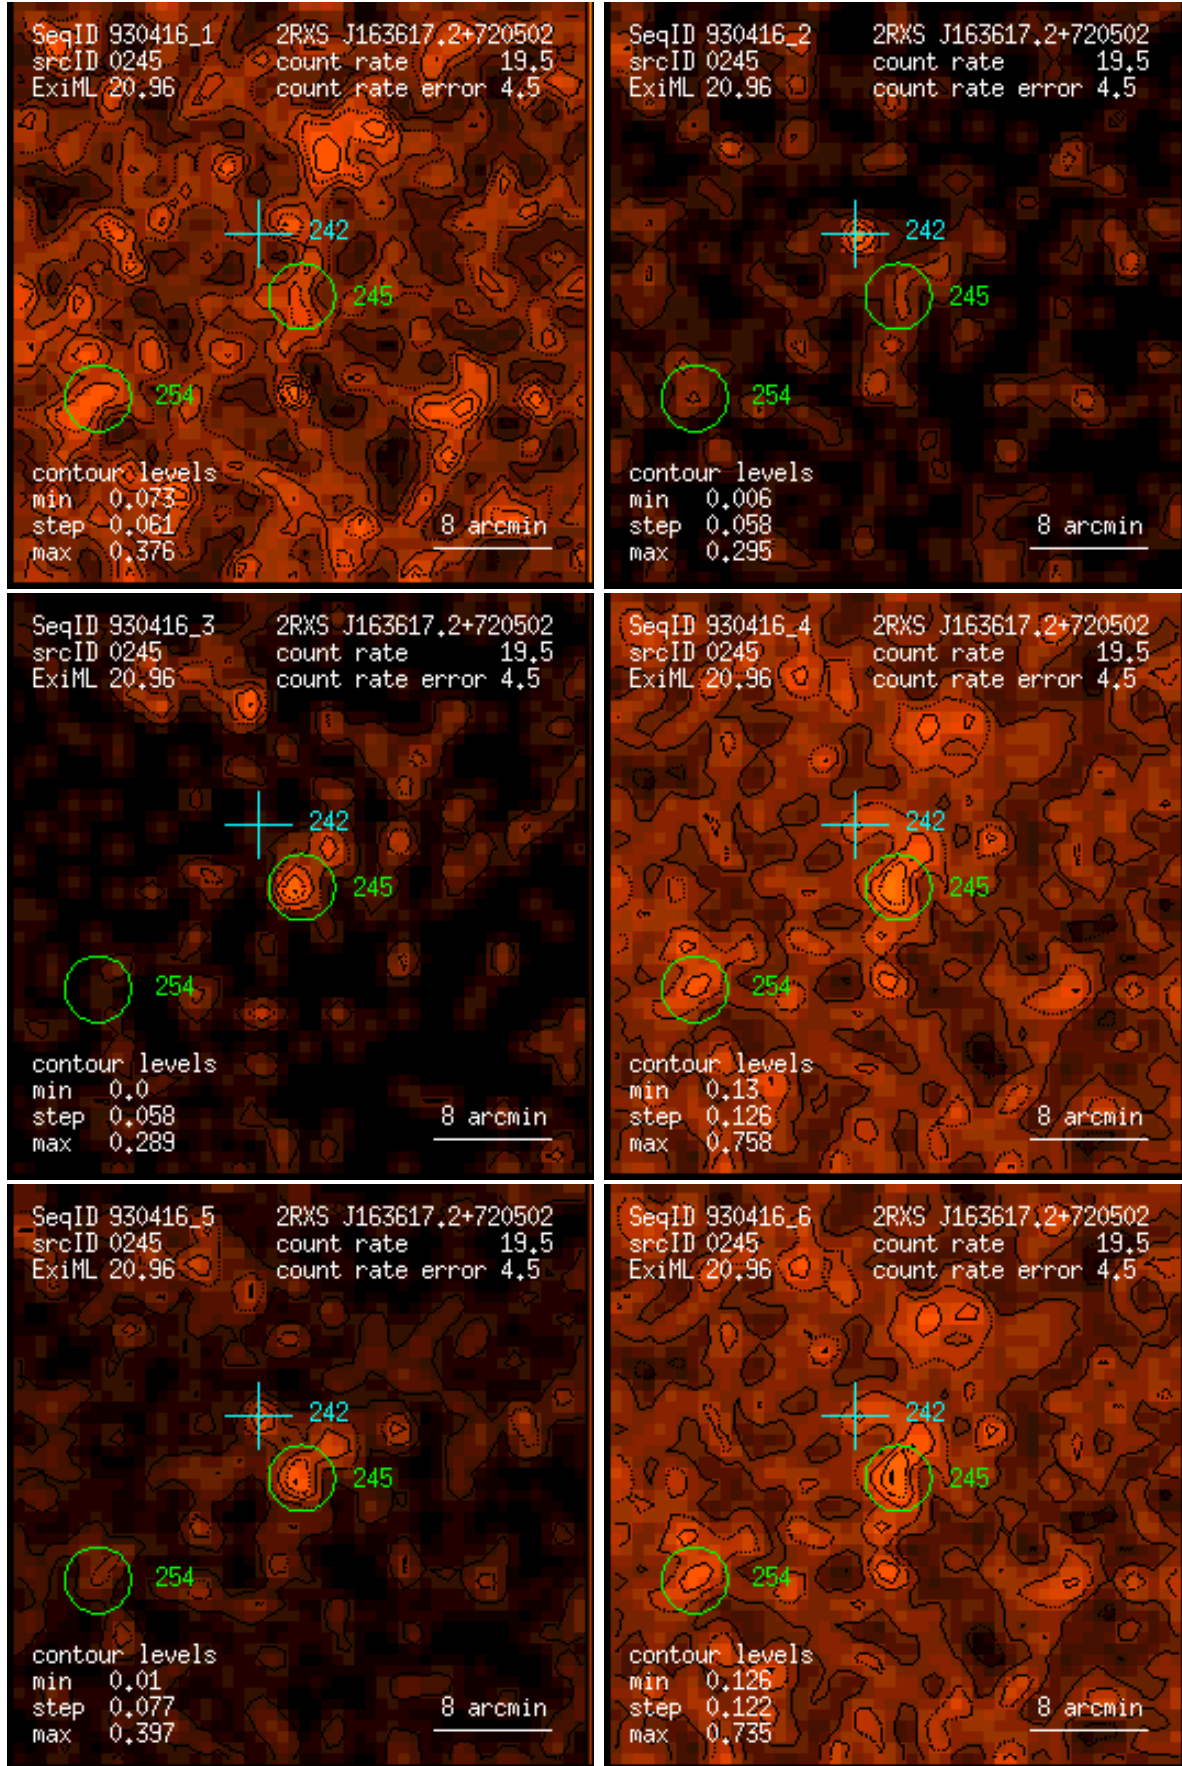 SeqID 930416_1 2RXS J163617.2+720502
srcID 0245 count rate 19.5
ExiML 20.96 count rate error 4.5
242
245
254
contour levels
min 0.073
step 0.061 8 arcmin
max 0.376
SeqID 930416_2 2RXS J163617.2+720502
srcID 0245 count rate 19.5
ExiML 20.96 count rate error 4.5
242
245
254
contour levels
min 0.006
step 0.058 8 arcmin
max 0.295
SeqID 930416_3 2RXS J163617.2+720502
srcID 0245 count rate 19.5
ExiML 20.96 count rate error 4.5
242
245
254
contour levels
min 0.0
step 0.058 8 arcmin
max 0.289
SeqID 930416_4 2RXS J163617.2+720502
srcID 0245 count rate 19.5
ExiML 20.96 count rate error 4.5
242
245
254
contour levels
min 0.13
step 0.126 8 arcmin
max 0.758
SeqID 930416_5 2RXS J163617.2+720502
srcID 0245 count rate 19.5
ExiML 20.96 count rate error 4.5
242
245
254
contour levels
min 0.01
step 0.077 8 arcmin
max 0.397
SeqID 930416_6 2RXS J163617.2+720502
srcID 0245 count rate 19.5
ExiML 20.96 count rate error 4.5
242
245
254
contour levels
min 0.126
step 0.122 8 arcmin
max 0.735